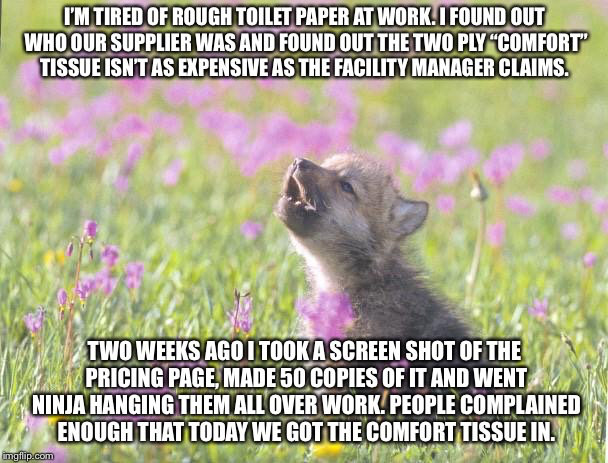 I'M TIRED OF ROUGH TOILET PAPER AT WORK. I FOUND OUT
WHO OUR SUPPLIER WAS AND FOUND OUT THE TWO PLY “COMFORT”
TISSUE ISN'T AS EXPENSIVE AS THE FACILITY MANAGER CLAIMS.
TWO WEEKS AGO I TOOK A SCREEN SHOT OF THE
PRICING PAGE, MADE 50 COPIES OF IT AND WENT
NINJA HANGING THEM ALL OVER WORK. PEOPLE COMPLAINED
ENOUGH THAT TODAY WE GOT THE COMFORT TISSUE IN.
imgflip.com